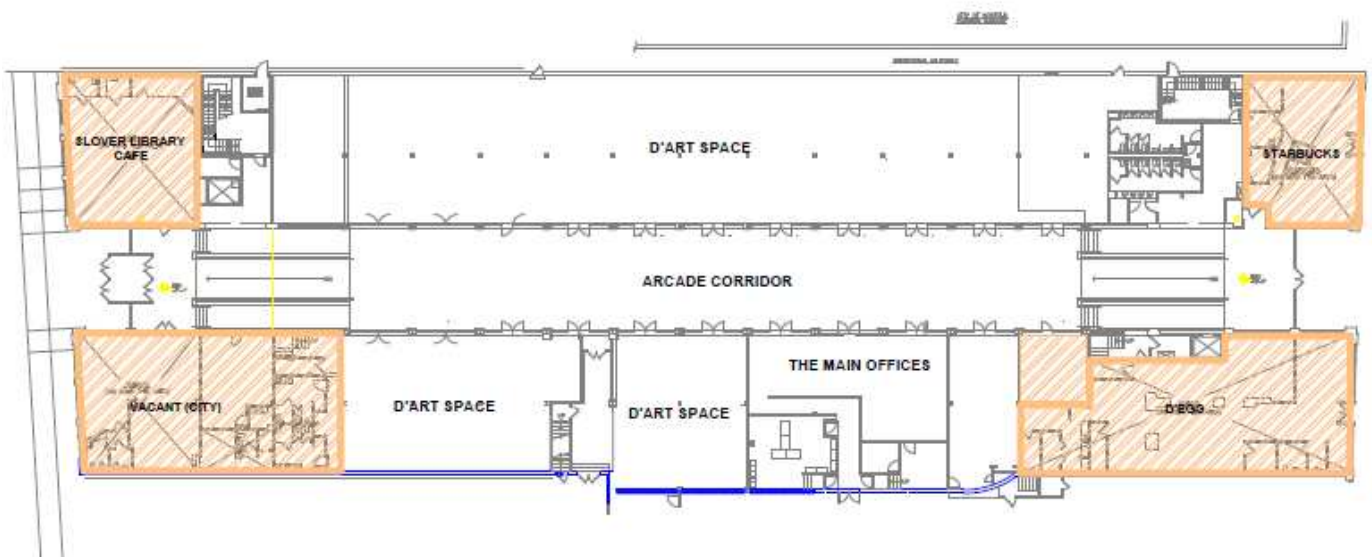 SLOVER LIBRARY
CAFE
D'ART SPACE
STARBUCKS
ARCADE CORRIDOR
VACANT (CITY)
D'ART SPACE
D'ART SPACE
THE MAIN OFFICES
D'EGG